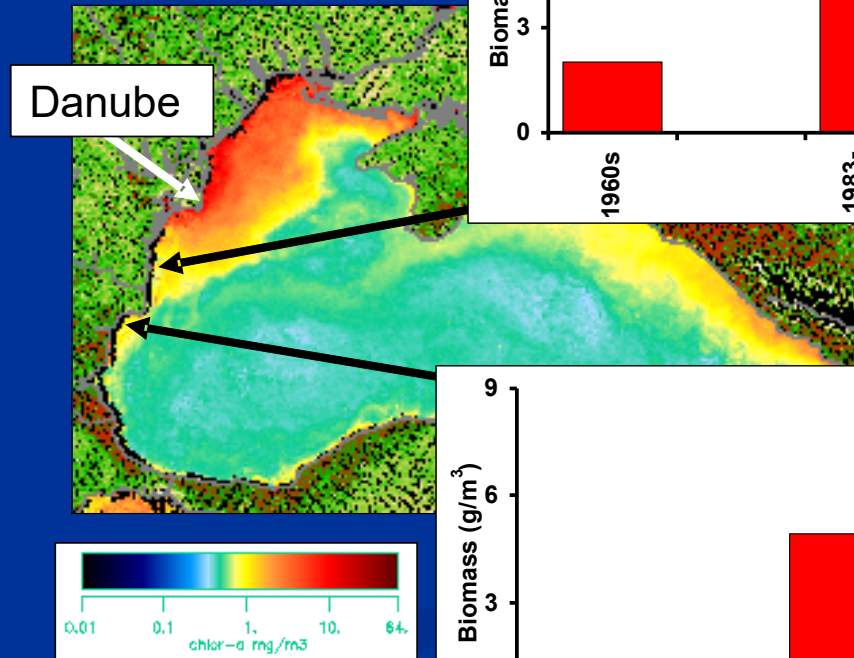 Danube
3
0
1960s
9
6
3
Biomass (g/m³)
0.01 0.1 1. 10. 64.
chlor-a mg/m3